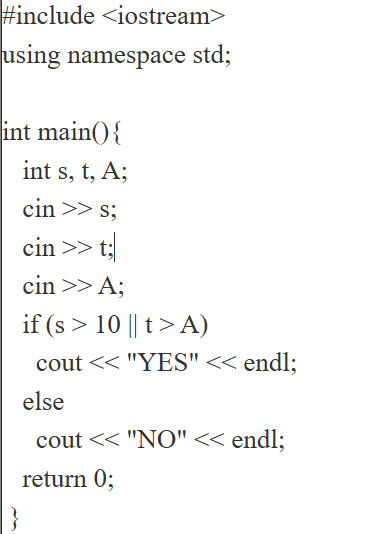 #include <iostream>
using namespace std;
int main(){
int s, t, A;
cin >> s;
cin >> t;
cin >> A;
if (s > 10 || t > A)
cout << "YES" << endl;
else
cout << "NO" << endl;
return 0;
}